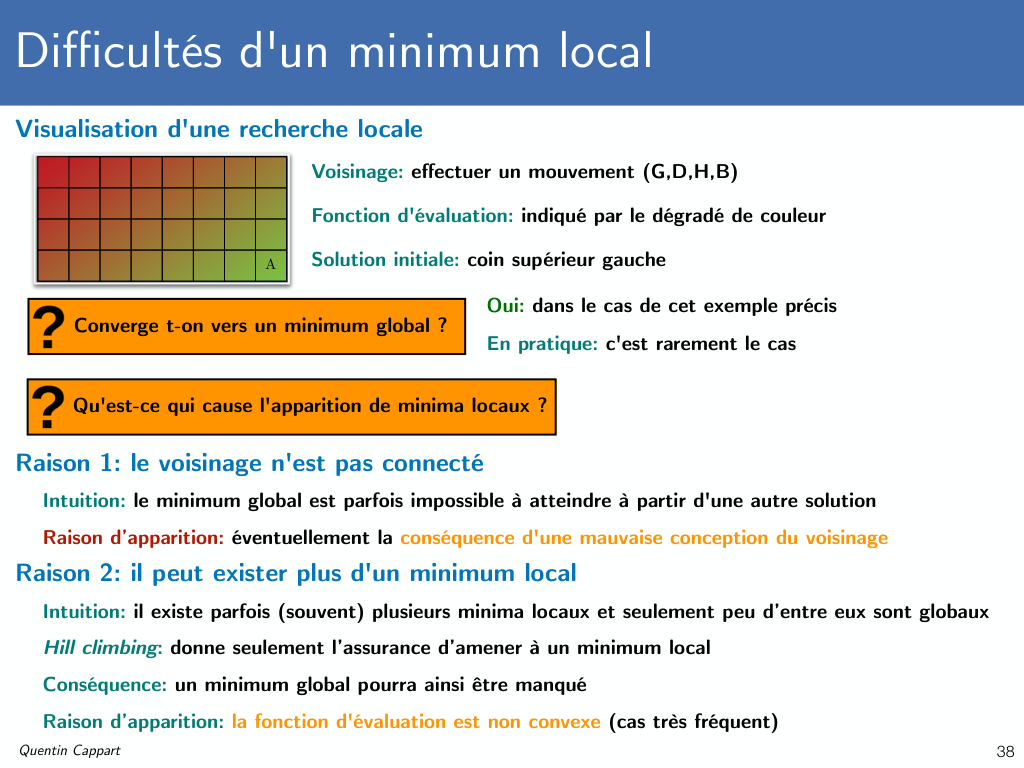 Difficultés d'un minimum local
Visualisation d'une recherche locale
A
Voisinage: effectuer un mouvement (G,D,H,B)
Fonction d'évaluation: indiqué par le dégradé de couleur
Solution initiale: coin supérieur gauche
? Converge t-on vers un minimum global ?
Oui: dans le cas de cet exemple précis
En pratique: c'est rarement le cas
? Qu'est-ce qui cause l'apparition de minima locaux ?
Raison 1: le voisinage n'est pas connecté
Intuition: le minimum global est parfois impossible à atteindre à partir d'une autre solution
Raison d’apparition: éventuellement la conséquence d'une mauvaise conception du voisinage
Raison 2: il peut exister plus d'un minimum local
Intuition: il existe parfois (souvent) plusieurs minima locaux et seulement peu d’entre eux sont globaux
Hill climbing: donne seulement l’assurance d’amener à un minimum local
Conséquence: un minimum global pourra ainsi être manqué
Raison d’apparition: la fonction d'évaluation est non convexe (cas très fréquent)
Quentin Cappart
38